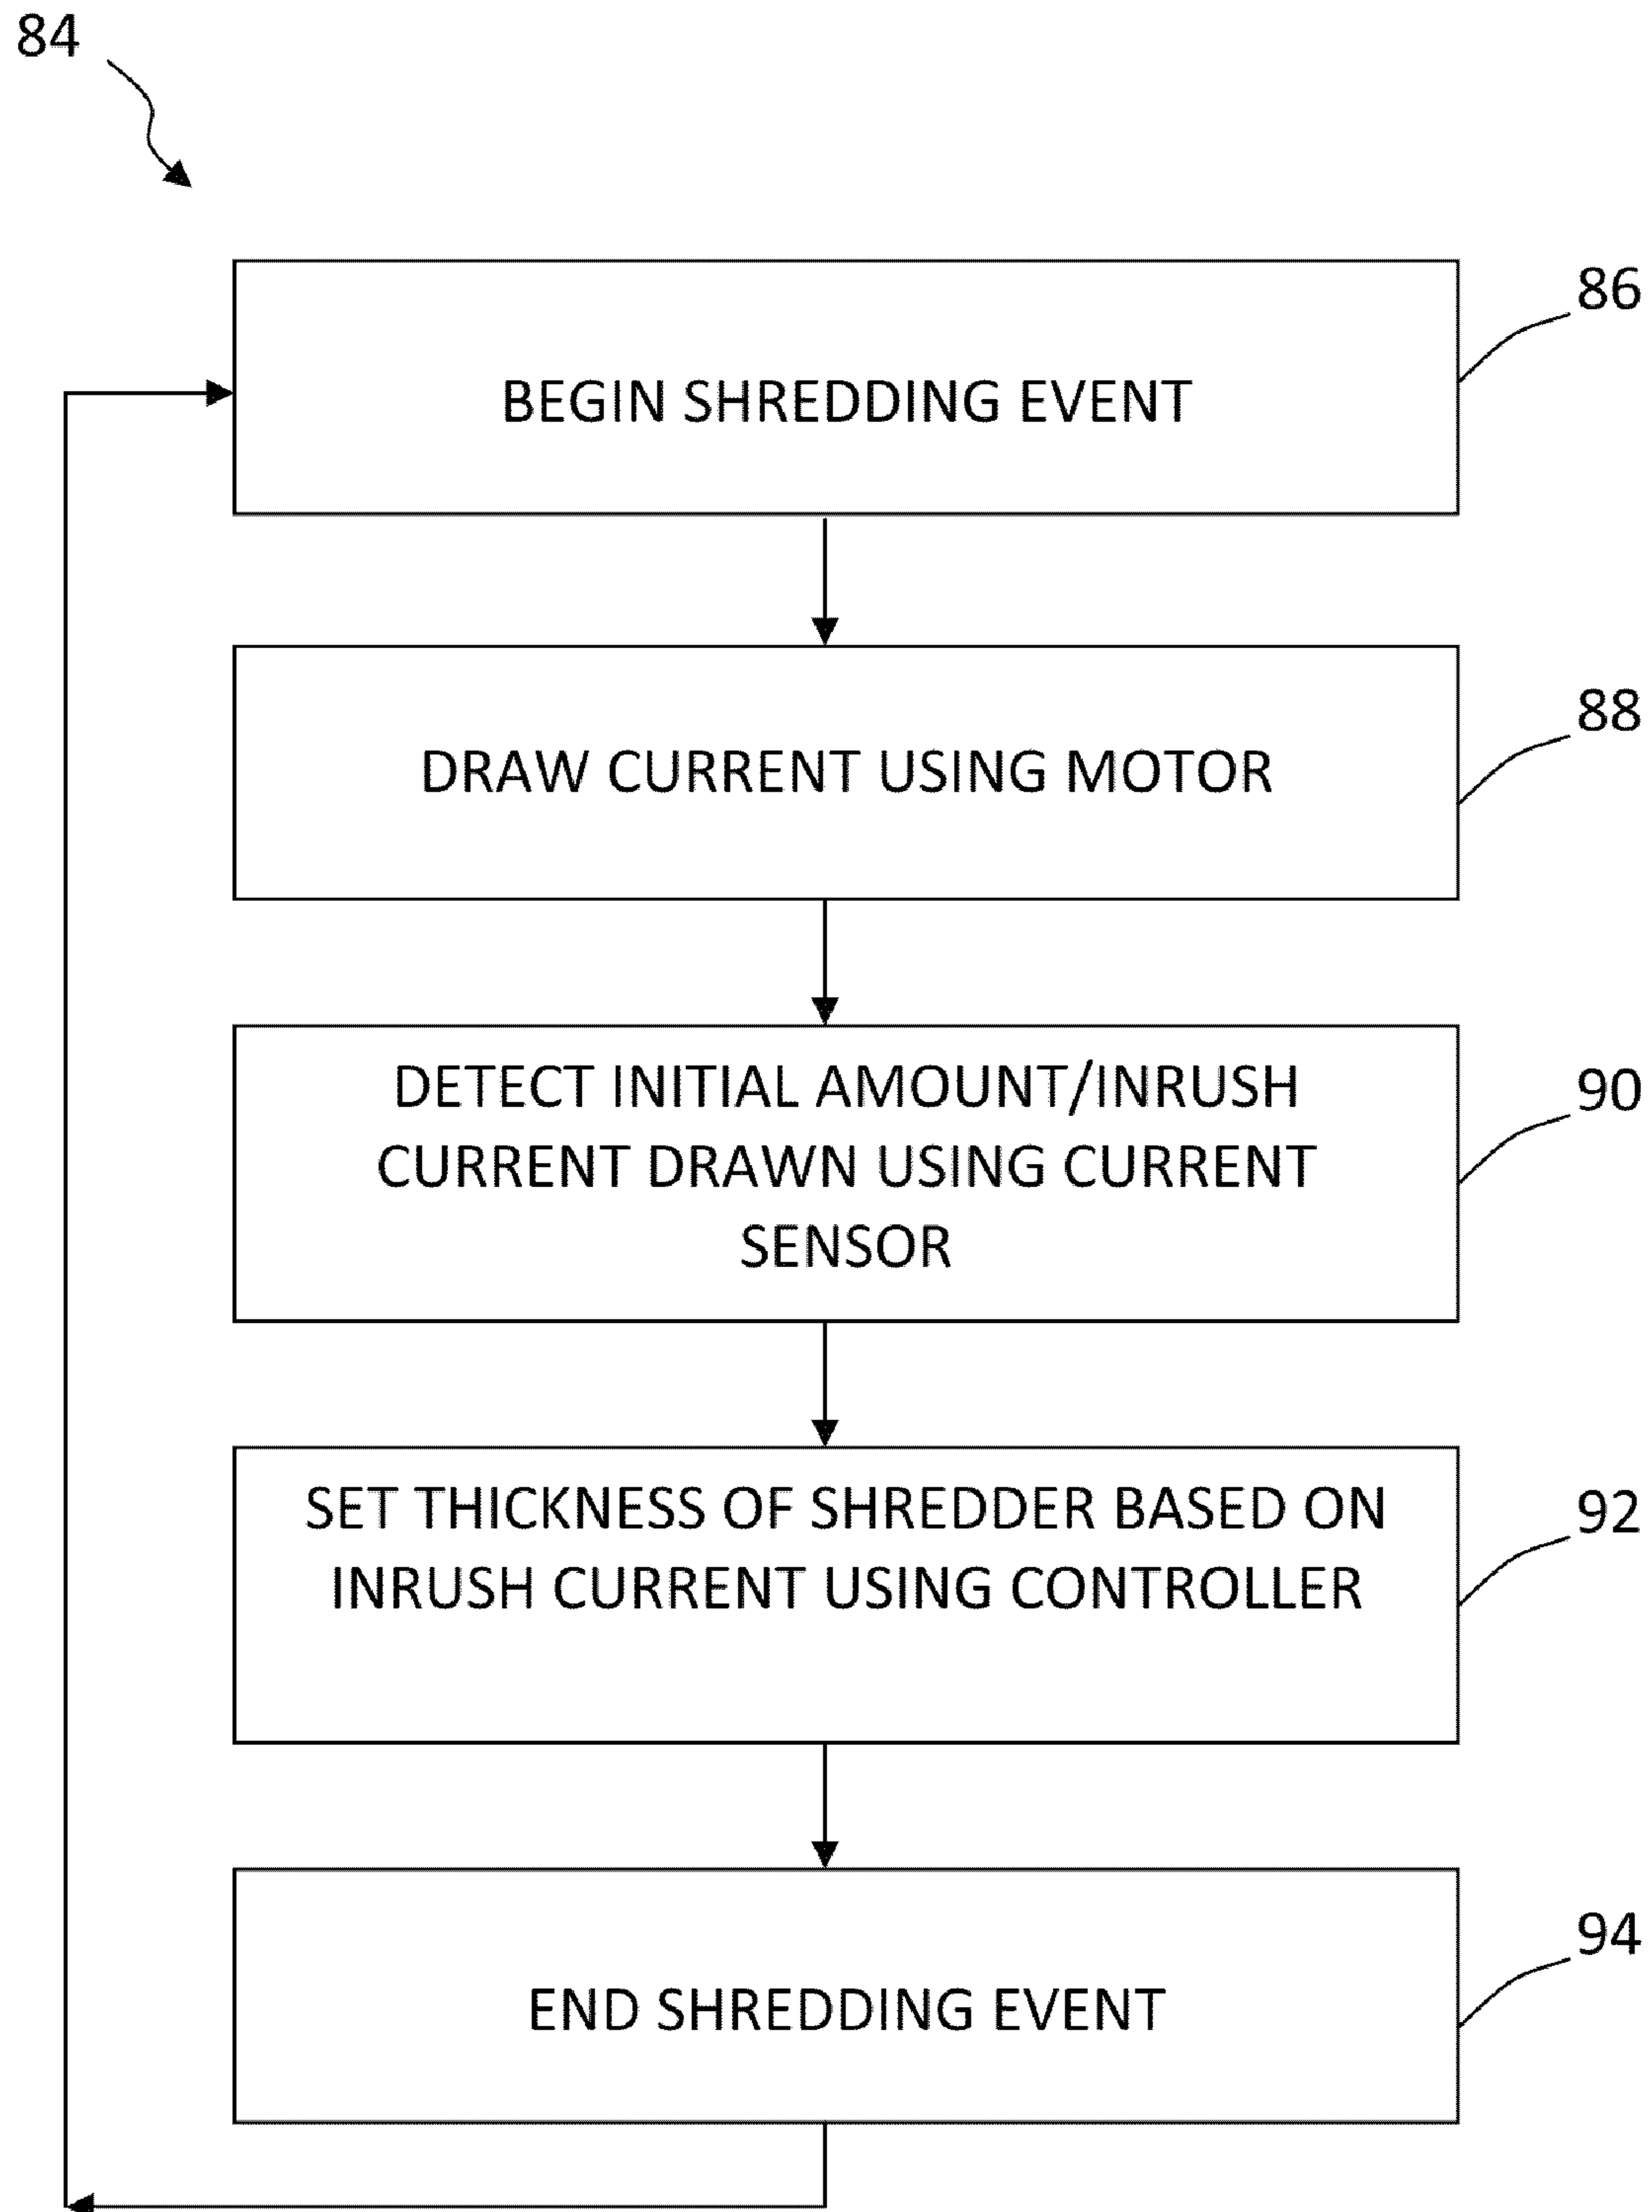 84
86
BEGIN SHREDDING EVENT
88
DRAW CURRENT USING MOTOR
90
DETECT INITIAL AMOUNT/INRUSH
CURRENT DRAWN USING CURRENT
SENSOR
92
SET THICKNESS OF SHREDDER BASED ON
INRUSH CURRENT USING CONTROLLER
94
END SHREDDING EVENT